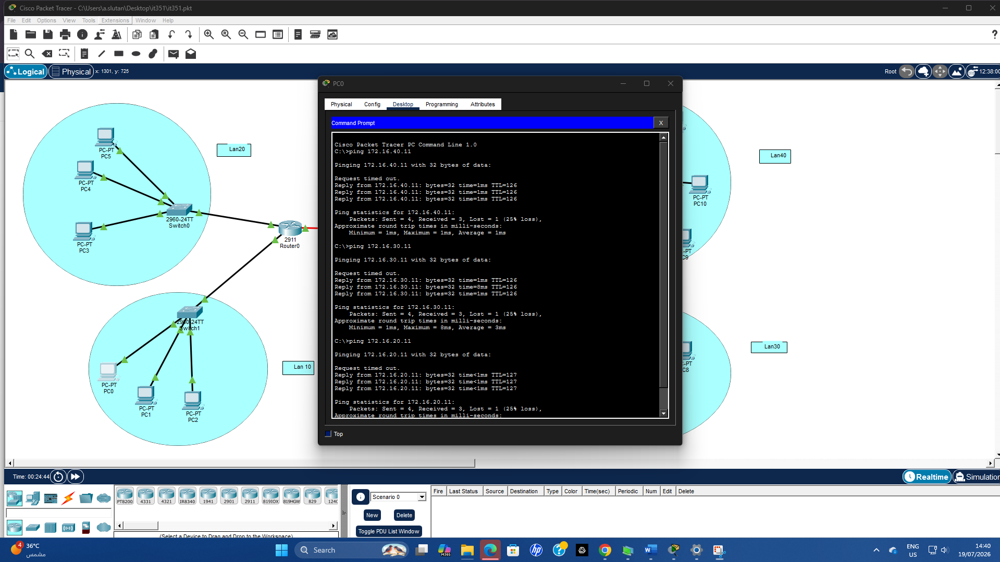 Cisco Packet Tracer - C:\Users\a.slutan\Desktop\it351\it351.pkt
File Edit Options View Tools Extensions Window Help
?
Logical Physical x: 1301, y: 725
Root 12:38:00
PC-PT
PC5
PC-PT
PC4
PC-PT
PC3
2960-24TT
Switch0
Lan20
2911
Router0
2960-24TT
Switch1
PC-PT
PC0
PC-PT
PC1
PC-PT
PC2
Lan 10
PC0
Physical Config Desktop Programming Attributes
Command Prompt
X
Cisco Packet Tracer PC Command Line 1.0
C:\>ping 172.16.40.11
Pinging 172.16.40.11 with 32 bytes of data:
Request timed out.
Reply from 172.16.40.11: bytes=32 time=1ms TTL=126
Reply from 172.16.40.11: bytes=32 time=1ms TTL=126
Reply from 172.16.40.11: bytes=32 time=1ms TTL=126
Ping statistics for 172.16.40.11:
Packets: Sent = 4, Received = 3, Lost = 1 (25% loss),
Approximate round trip times in milli-seconds:
Minimum = 1ms, Maximum = 1ms, Average = 1ms
C:\>ping 172.16.30.11
Pinging 172.16.30.11 with 32 bytes of data:
Request timed out.
Reply from 172.16.30.11: bytes=32 time=1ms TTL=126
Reply from 172.16.30.11: bytes=32 time=8ms TTL=126
Reply from 172.16.30.11: bytes=32 time=1ms TTL=126
Ping statistics for 172.16.30.11:
Packets: Sent = 4, Received = 3, Lost = 1 (25% loss),
Approximate round trip times in milli-seconds:
Minimum = 1ms, Maximum = 8ms, Average = 3ms
C:\>ping 172.16.20.11
Pinging 172.16.20.11 with 32 bytes of data:
Request timed out.
Reply from 172.16.20.11: bytes=32 time<1ms TTL=127
Reply from 172.16.20.11: bytes=32 time<1ms TTL=127
Reply from 172.16.20.11: bytes=32 time<1ms TTL=127
Ping statistics for 172.16.20.11:
Packets: Sent = 4, Received = 3, Lost = 1 (25% loss),
Approximate round trip times in milli-seconds:
Top
Lan40
PC-PT
PC10
-PT
C9
Lan30
-PT
C8
Time: 00:24:44
Realtime Simulation
PT8200 4331 4321 IR8340 1941 2901 2911 819IOX 819HGW 829 1240
(Select a Device to Drag and Drop to the Workspace)
Scenario 0
New Delete
Toggle PDU List Window
Fire Last Status Source Destination Type Color Time(sec) Periodic Num Edit Delete
4
36°C
مشمس
Search
M365
ENG
US
14:40
19/07/2026